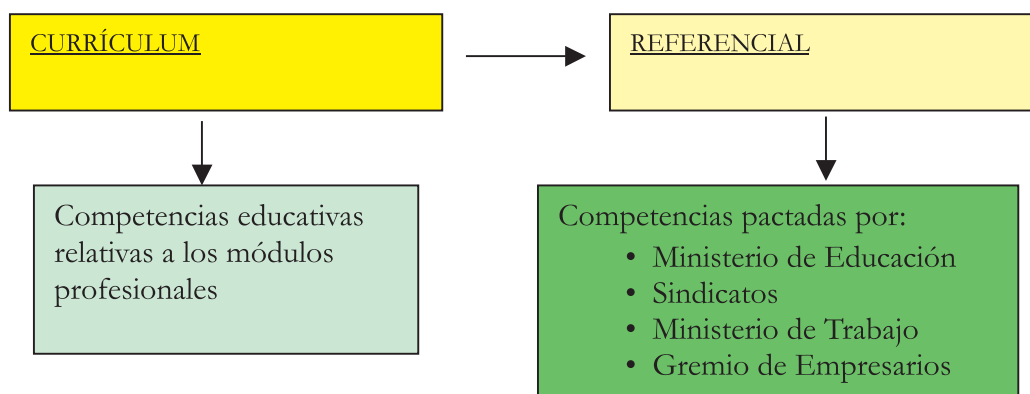 CURRÍCULUM
REFERENCIAL
Competencias educativas
relativas a los módulos
profesionales
Competencias pactadas por:
• Ministerio de Educación
• Sindicatos
• Ministerio de Trabajo
• Gremio de Empresarios